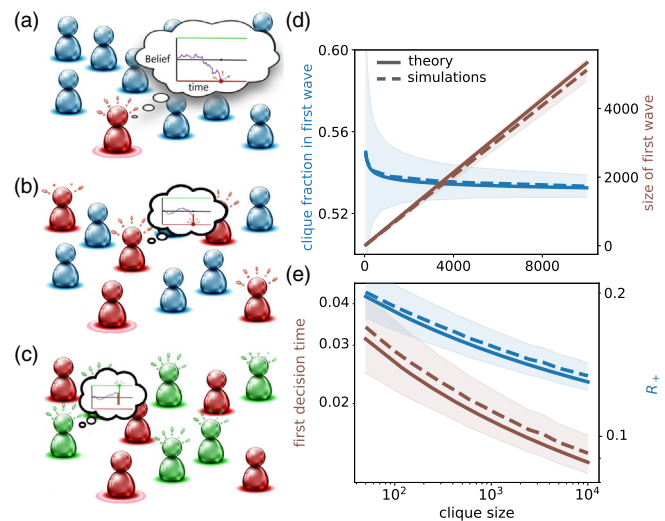 (a)
Belief
time
(b)
(c)
(d)
theory
simulations
0.60
0.56
0.52
clique fraction in first wave
4000
2000
0
size of first wave
0 4000 8000
(e)
0.04
0.03
0.02
first decision time
0.2
0.1
R+
10² 10³ 10⁴
clique size